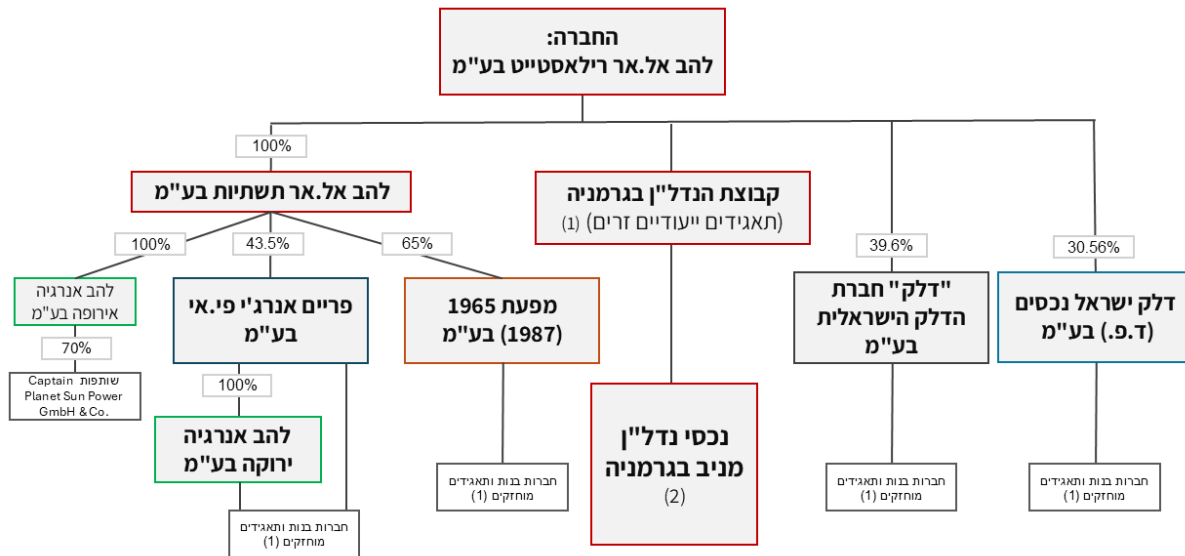 החברה:
להב אל.אר רילאסטייט בע"מ
100%
להב אל.אר תשתיות בע"מ
קבוצת הנדל"ן בגרמניה
(תאגידים ייעודיים זרים) (1)
100%
43.5%
65%
39.6%
30.56%
להב אנרגיה
אירופה בע"מ
פריים אנרג'י פי.אי
בע"מ
מפעת 1965
(1987) בע"מ
"דלק" חברת
הדלק הישראלית
בע"מ
דלק ישראל נכסים
(ד.פ.) בע"מ
70%
שותפות Captain
Planet Sun Power
GmbH & Co.
100%
להב אנרגיה
ירוקה בע"מ
נכסי נדל"ן
מניב בגרמניה
(2)
חברות בנות ותאגידים
מוחזקים (1)
חברות בנות ותאגידים
מוחזקים (1)
חברות בנות ותאגידים
מוחזקים (1)
חברות בנות ותאגידים
מוחזקים (1)